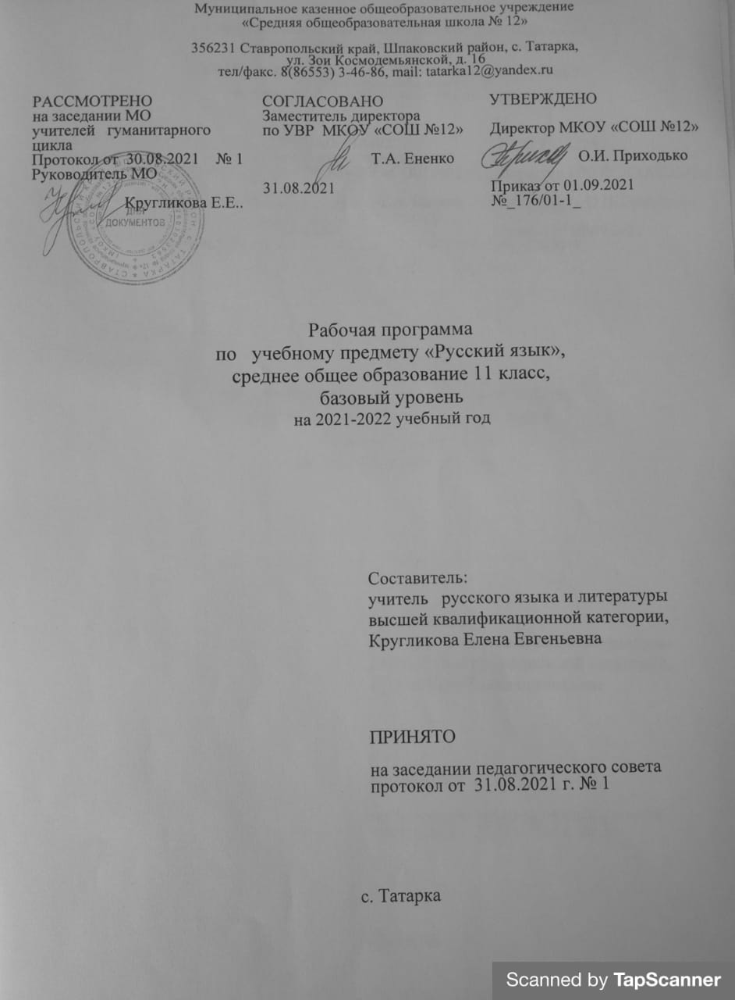 Муниципальное казенное общеобразовательное учреждение
«Средняя общеобразовательная школа № 12»
356231 Ставропольский край, Шпаковский район, с. Татарка,
ул. Зои Космодемьянской, д. 16
тел/факс. 8(86553) 3-46-86, mail: tatarka12@yandex.ru
РАССМОТРЕНО
на заседании МО
учителей гуманитарного
цикла
Протокол от 30.08.2021 № 1
Руководитель МО
Кругликова Е.Е..
ДЛЯ
ДОКУМЕНТОВ
СОГЛАСОВАНО
Заместитель директора
по УВР МКОУ «СОШ №12»
Т.А. Ененко
31.08.2021
УТВЕРЖДЕНО
Директор МКОУ «СОШ №12»
О.И. Приходько
Приказ от 01.09.2021
№_176/01-1_
Рабочая программа
по учебному предмету «Русский язык»,
среднее общее образование 11 класс,
базовый уровень
на 2021-2022 учебный год
Составитель:
учитель русского языка и литературы
высшей квалификационной категории,
Кругликова Елена Евгеньевна
ПРИНЯТО
на заседании педагогического совета
протокол от 31.08.2021 г. № 1
с. Татарка
Scanned by TapScanner